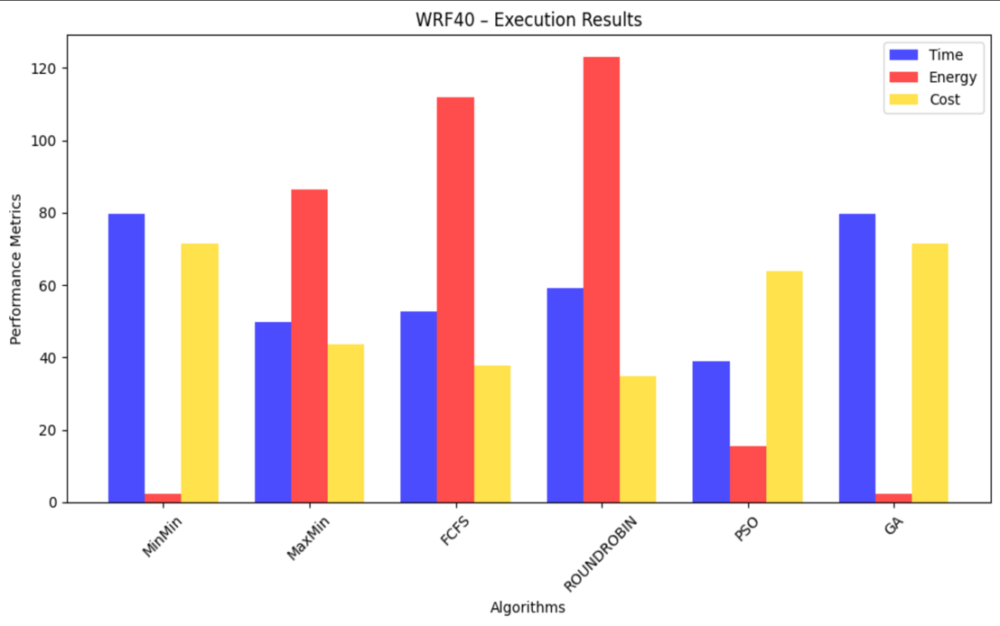 WRF40 – Execution Results
Time
Energy
Cost
Performance Metrics
120
100
80
60
40
20
0
MinMin
MaxMin
FCFS
ROUNDROBIN
PSO
GA
Algorithms